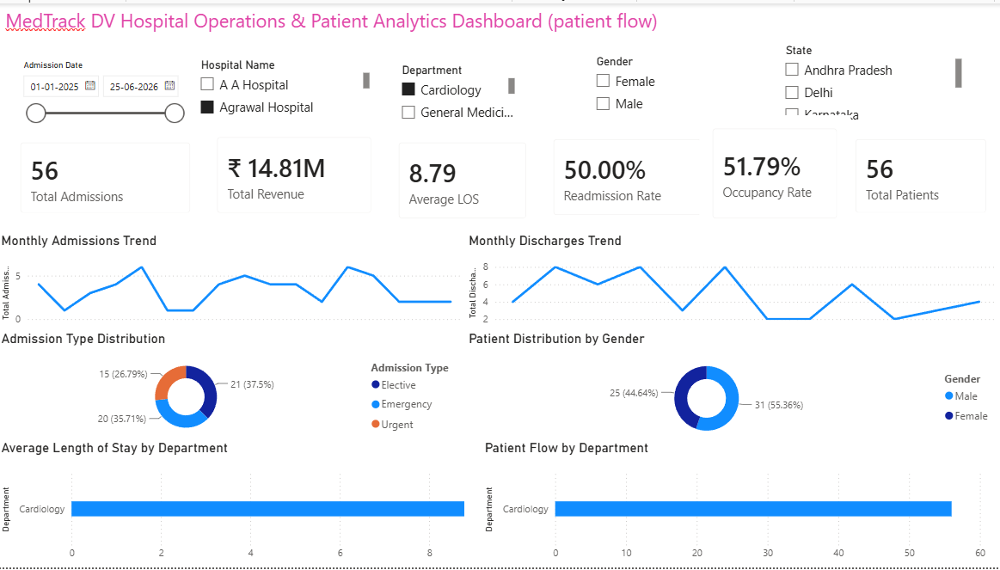 MedTrack DV Hospital Operations & Patient Analytics Dashboard (patient flow)
Admission Date
01-01-2025
25-06-2026
Hospital Name
A A Hospital
Agrawal Hospital
Department
Cardiology
General Medici...
Gender
Female
Male
State
Andhra Pradesh
Delhi
Karnataka
56
Total Admissions
₹ 14.81M
Total Revenue
8.79
Average LOS
50.00%
Readmission Rate
51.79%
Occupancy Rate
56
Total Patients
Monthly Admissions Trend
Total Admiss...
5
0
Monthly Discharges Trend
Total Discha...
8
6
4
2
Admission Type Distribution
15 (26.79%)
21 (37.5%)
20 (35.71%)
Admission Type
Elective
Emergency
Urgent
Patient Distribution by Gender
25 (44.64%)
31 (55.36%)
Gender
Male
Female
Average Length of Stay by Department
Department
Cardiology
0 2 4 6 8
Patient Flow by Department
Department
Cardiology
0 10 20 30 40 50 60